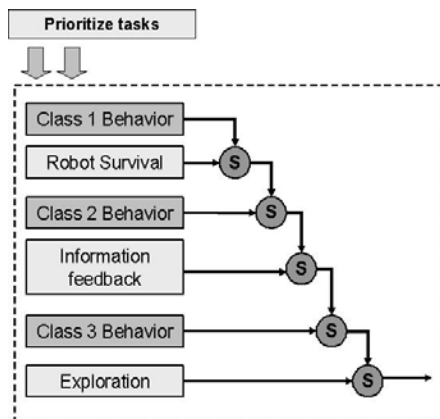 Prioritize tasks
Class 1 Behavior
Robot Survival
S
Class 2 Behavior
S
Information
feedback
S
Class 3 Behavior
S
Exploration
S